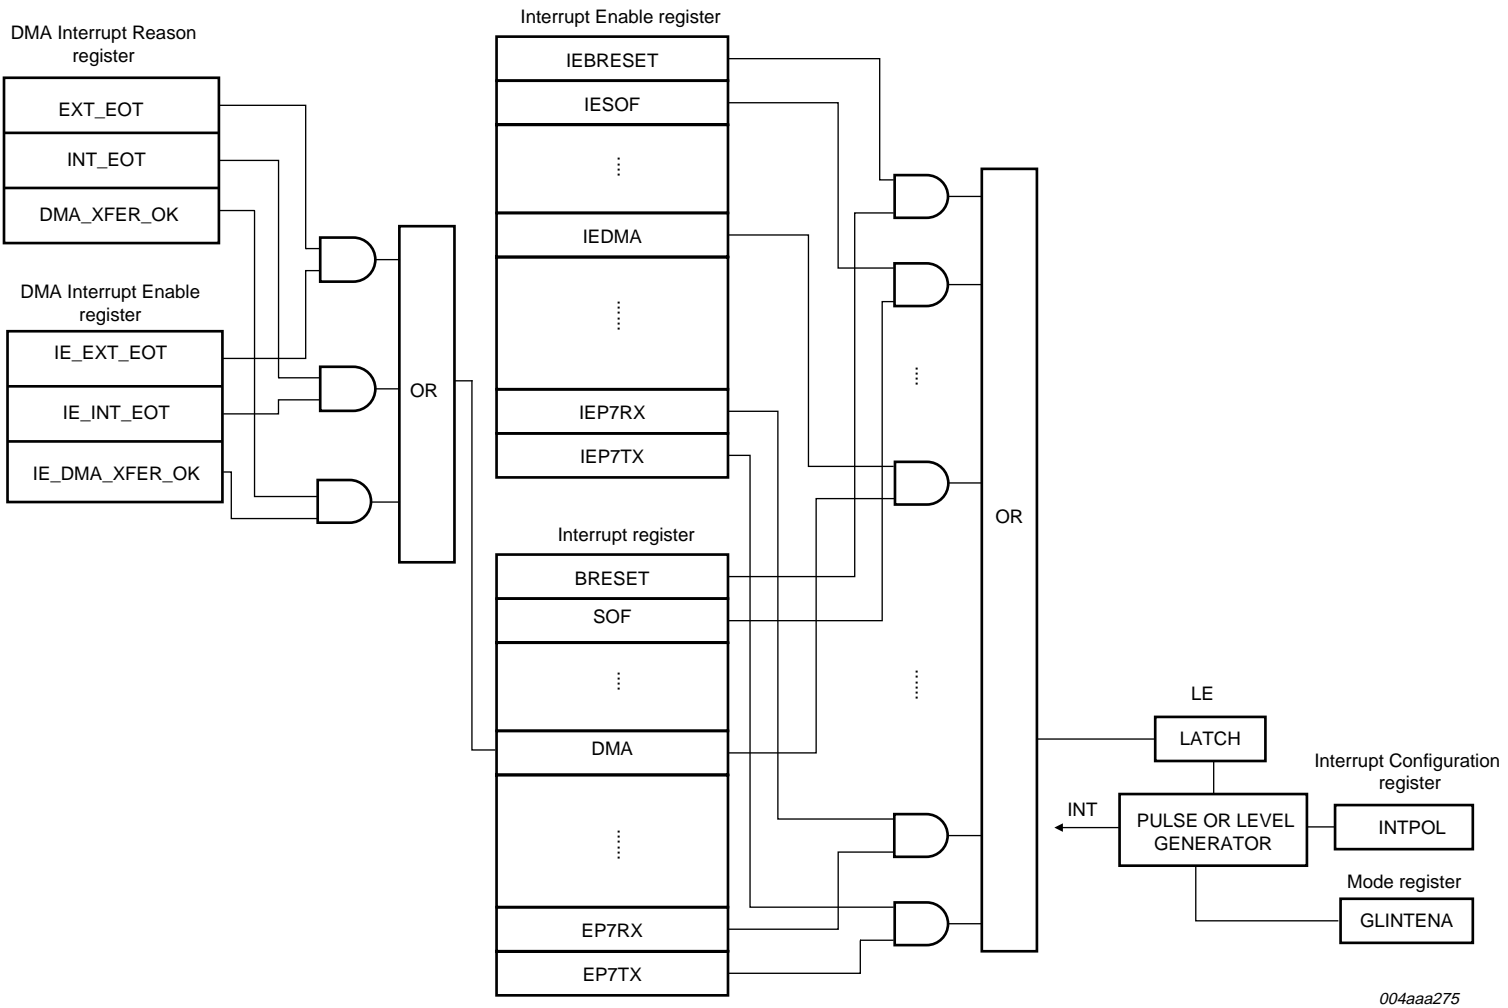 DMA Interrupt Reason
register
EXT_EOT
INT_EOT
DMA_XFER_OK
DMA Interrupt Enable
register
IE_EXT_EOT
IE_INT_EOT
IE_DMA_XFER_OK
OR
Interrupt Enable register
IEBRESET
IESOF
IEDMA
IEP7RX
IEP7TX
Interrupt register
BRESET
SOF
DMA
EP7RX
EP7TX
OR
LE
LATCH
INT
PULSE OR LEVEL
GENERATOR
Interrupt Configuration
register
INTPOL
Mode register
GLINTENA
004aaa275